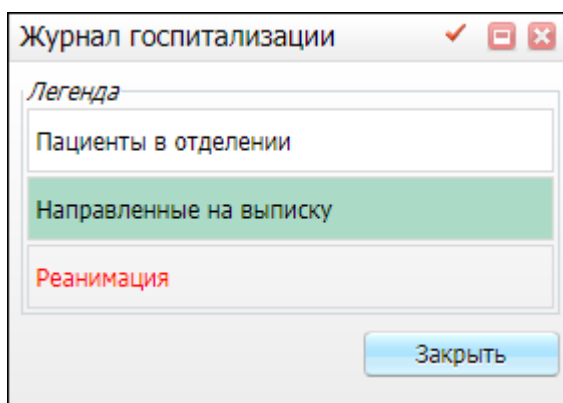 Журнал госпитализации
Легенда
Пациенты в отделении
Направленные на выписку
Реанимация
Закрыть